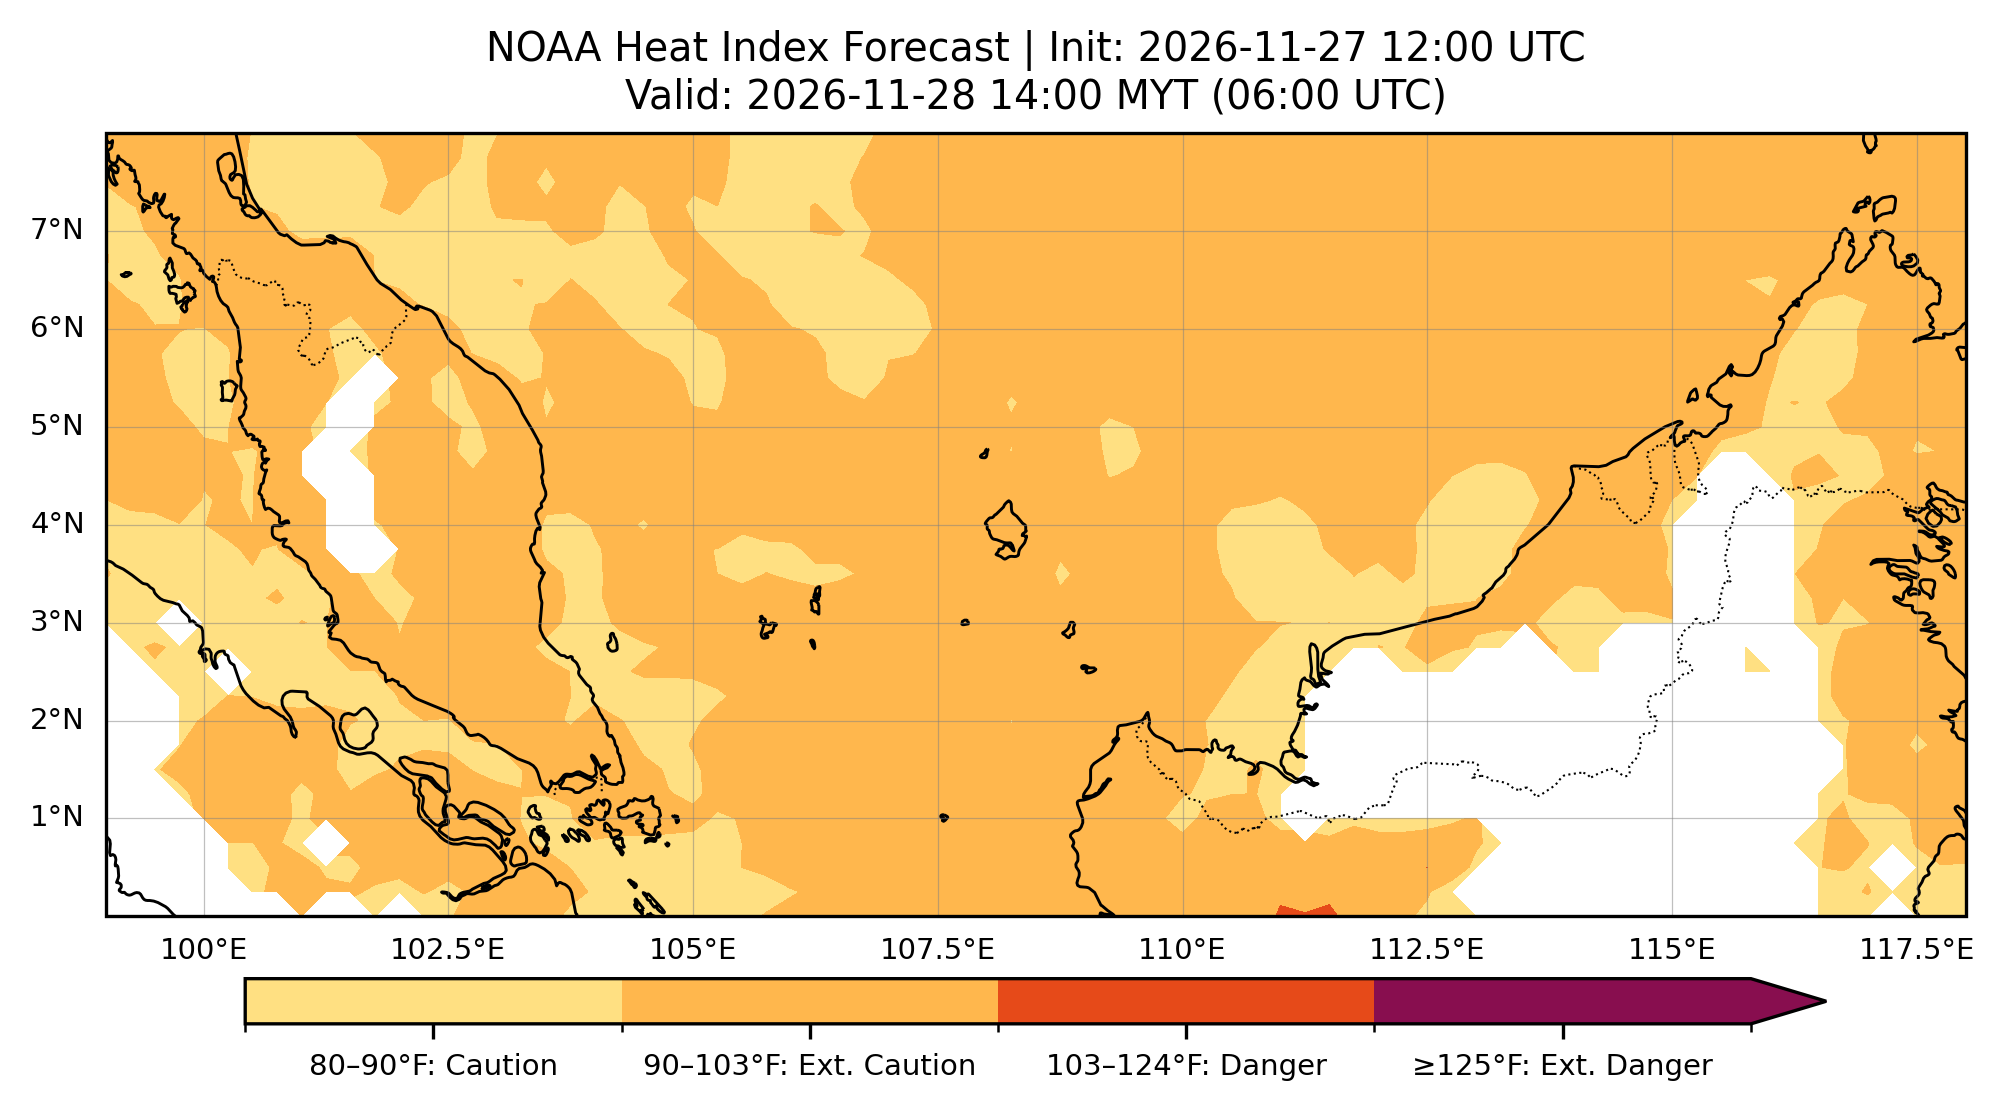 NOAA Heat Index Forecast | Init: 2026-11-27 12:00 UTC
Valid: 2026-11-28 14:00 MYT (06:00 UTC)
7°N
6°N
5°N
4°N
3°N
2°N
1°N
100°E 102.5°E 105°E 107.5°E 110°E 112.5°E 115°E 117.5°E
80–90°F: Caution 90–103°F: Ext. Caution 103–124°F: Danger ≥125°F: Ext. Danger